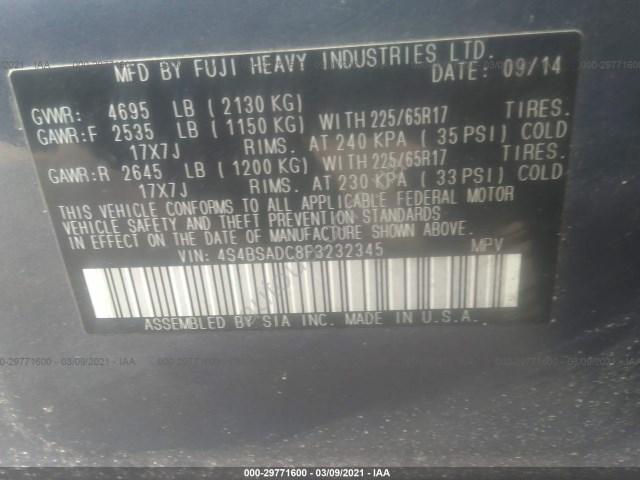 MFD BY FUJI HEAVY INDUSTRIES LTD.
DATE: 09/14
GVWR: 4695 LB ( 2130 KG)
GAWR:F 2535 LB ( 1150 KG) WITH 225/65R17 TIRES.
17X7J RIMS. AT 240 KPA ( 35 PSI) COLD
GAWR:R 2645 LB ( 1200 KG) WITH 225/65R17 TIRES.
17X7J RIMS. AT 230 KPA ( 33 PSI) COLD
THIS VEHICLE CONFORMS TO ALL APPLICABLE FEDERAL MOTOR
VEHICLE SAFETY AND THEFT PREVENTION STANDARDS
IN EFFECT ON THE DATE OF MANUFACTURE SHOWN ABOVE.
VIN: 4S4BSADC8F3232345 MPV
ASSEMBLED BY SIA INC. MADE IN U.S.A.
000-29771600 - 03/09/2021 - IAA
000-29771600 - 03/09/2021 - IAA